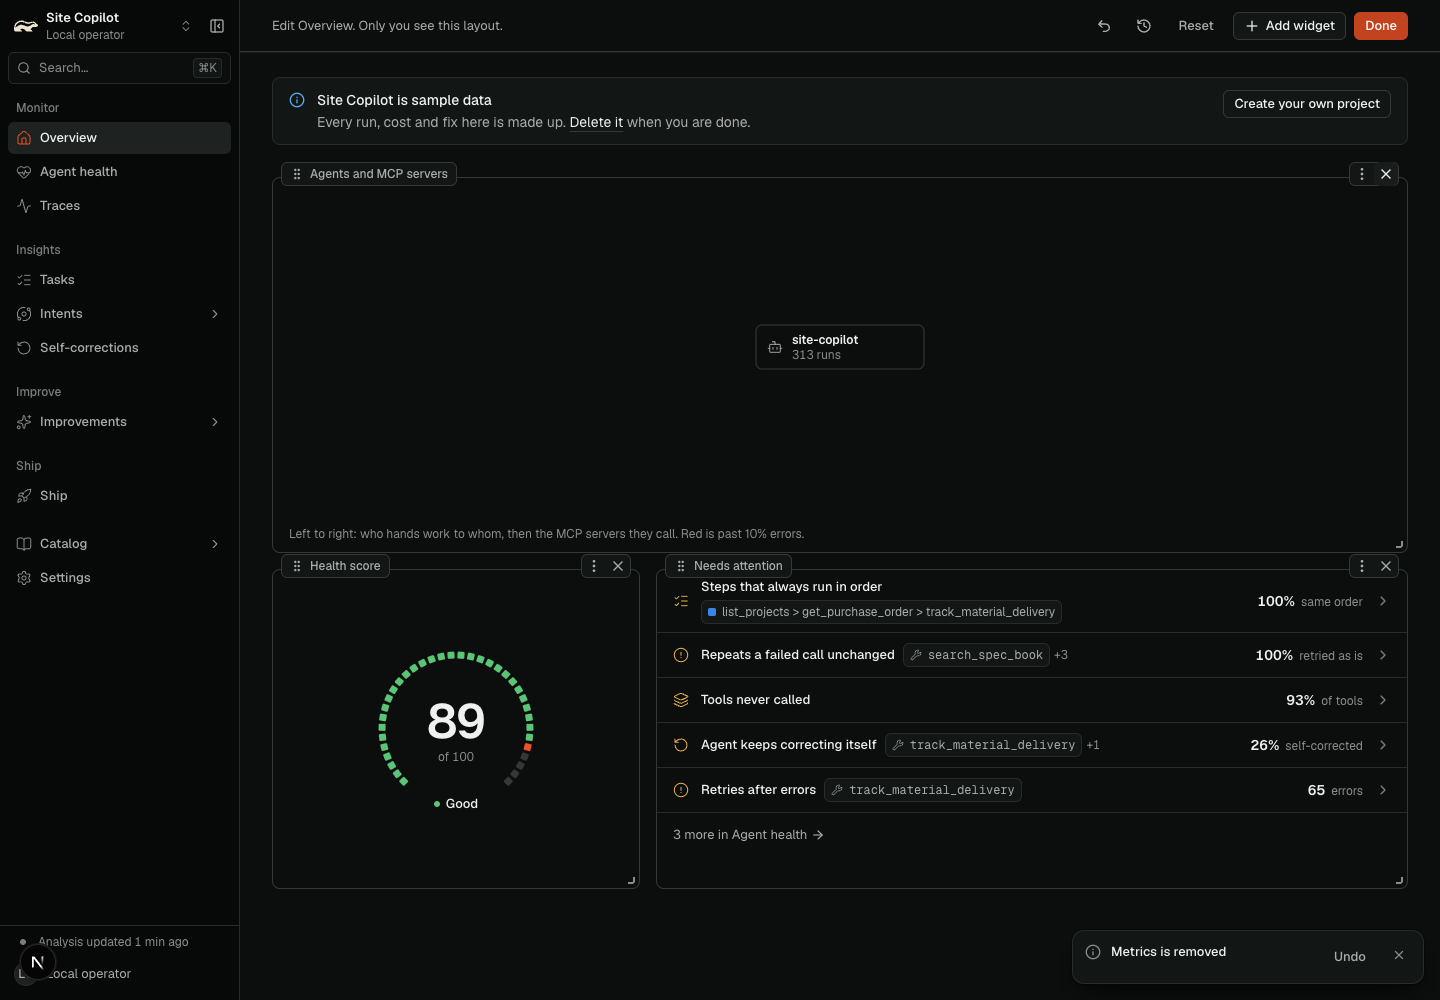 Site Copilot
Local operator
Search...
⌘K
Monitor
Overview
Agent health
Traces
Insights
Tasks
Intents
Self-corrections
Improve
Improvements
Ship
Ship
Catalog
Settings
Analysis updated 1 min ago
N
Local operator
Edit Overview. Only you see this layout.
Reset
Add widget
Done
Site Copilot is sample data
Every run, cost and fix here is made up. Delete it when you are done.
Create your own project
Agents and MCP servers
site-copilot
313 runs
Left to right: who hands work to whom, then the MCP servers they call. Red is past 10% errors.
Health score
89
of 100
Good
Needs attention
Steps that always run in order
list_projects > get_purchase_order > track_material_delivery
100% same order
Repeats a failed call unchanged search_spec_book +3
100% retried as is
Tools never called
93% of tools
Agent keeps correcting itself track_material_delivery +1
26% self-corrected
Retries after errors track_material_delivery
65 errors
3 more in Agent health →
Metrics is removed
Undo